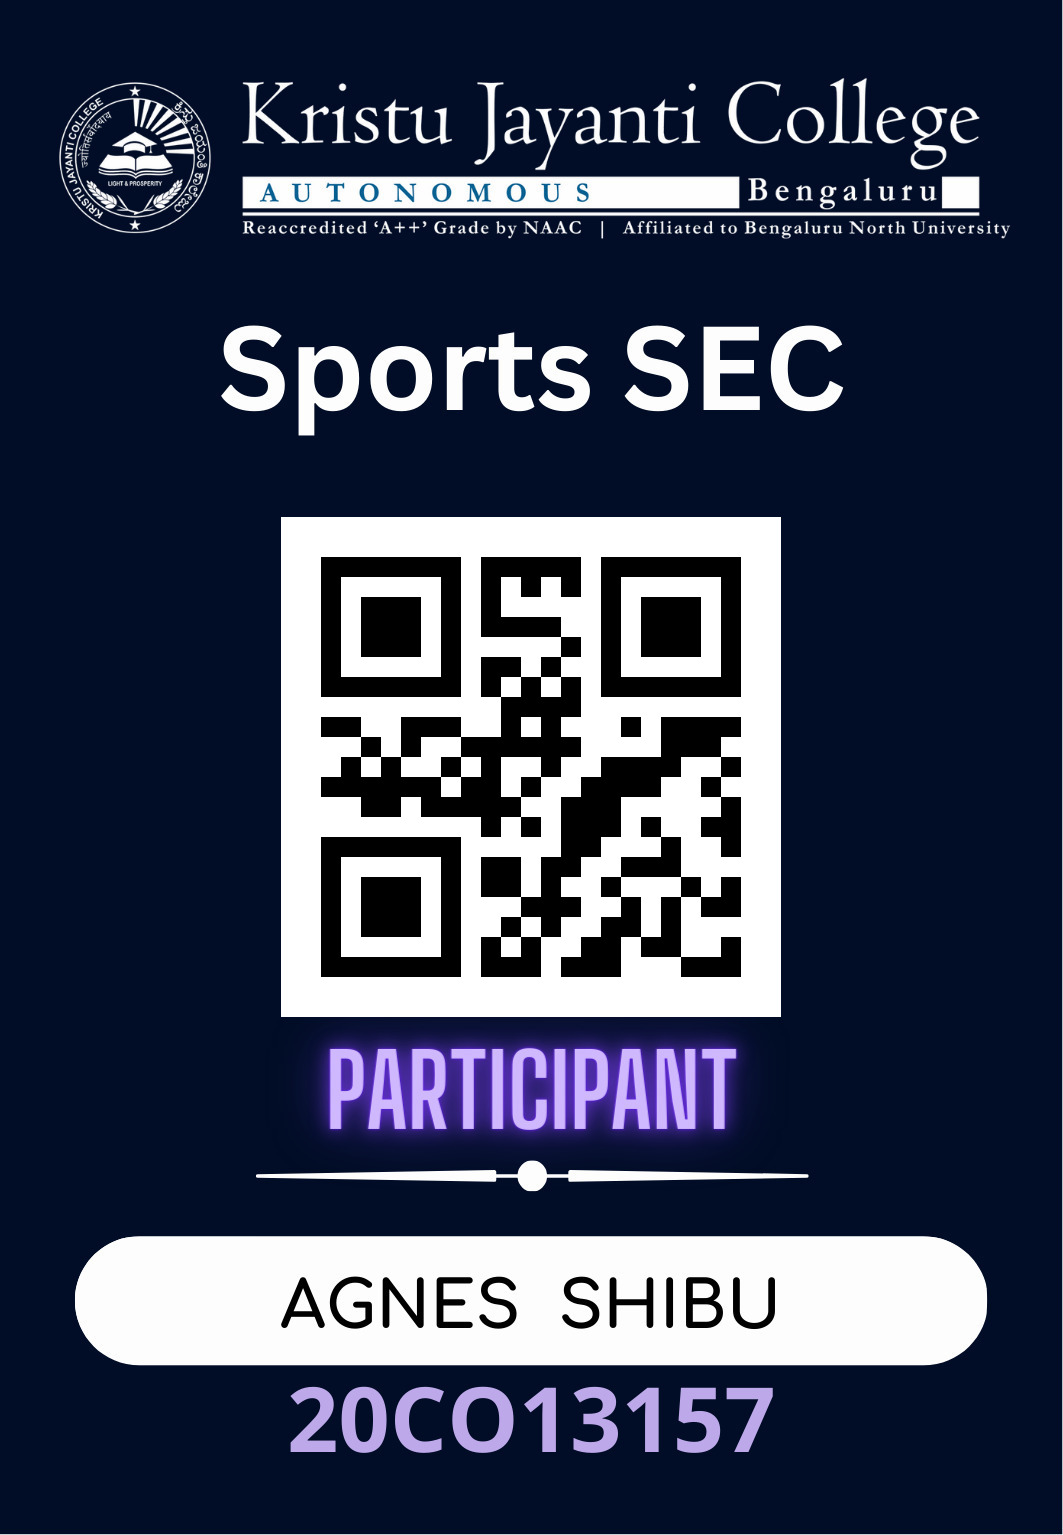 KRISTU JAYANTI COLLEGE
ಕ್ರಿಸ್ತು ಜಯಂತಿ ಕಾಲೇಜು
LIGHT & PROSPERITY
Kristu Jayanti College
AUTONOMOUS Bengaluru
Reaccredited ‘A++’ Grade by NAAC | Affiliated to Bengaluru North University
Sports SEC
PARTICIPANT
AGNES SHIBU
20CO13157